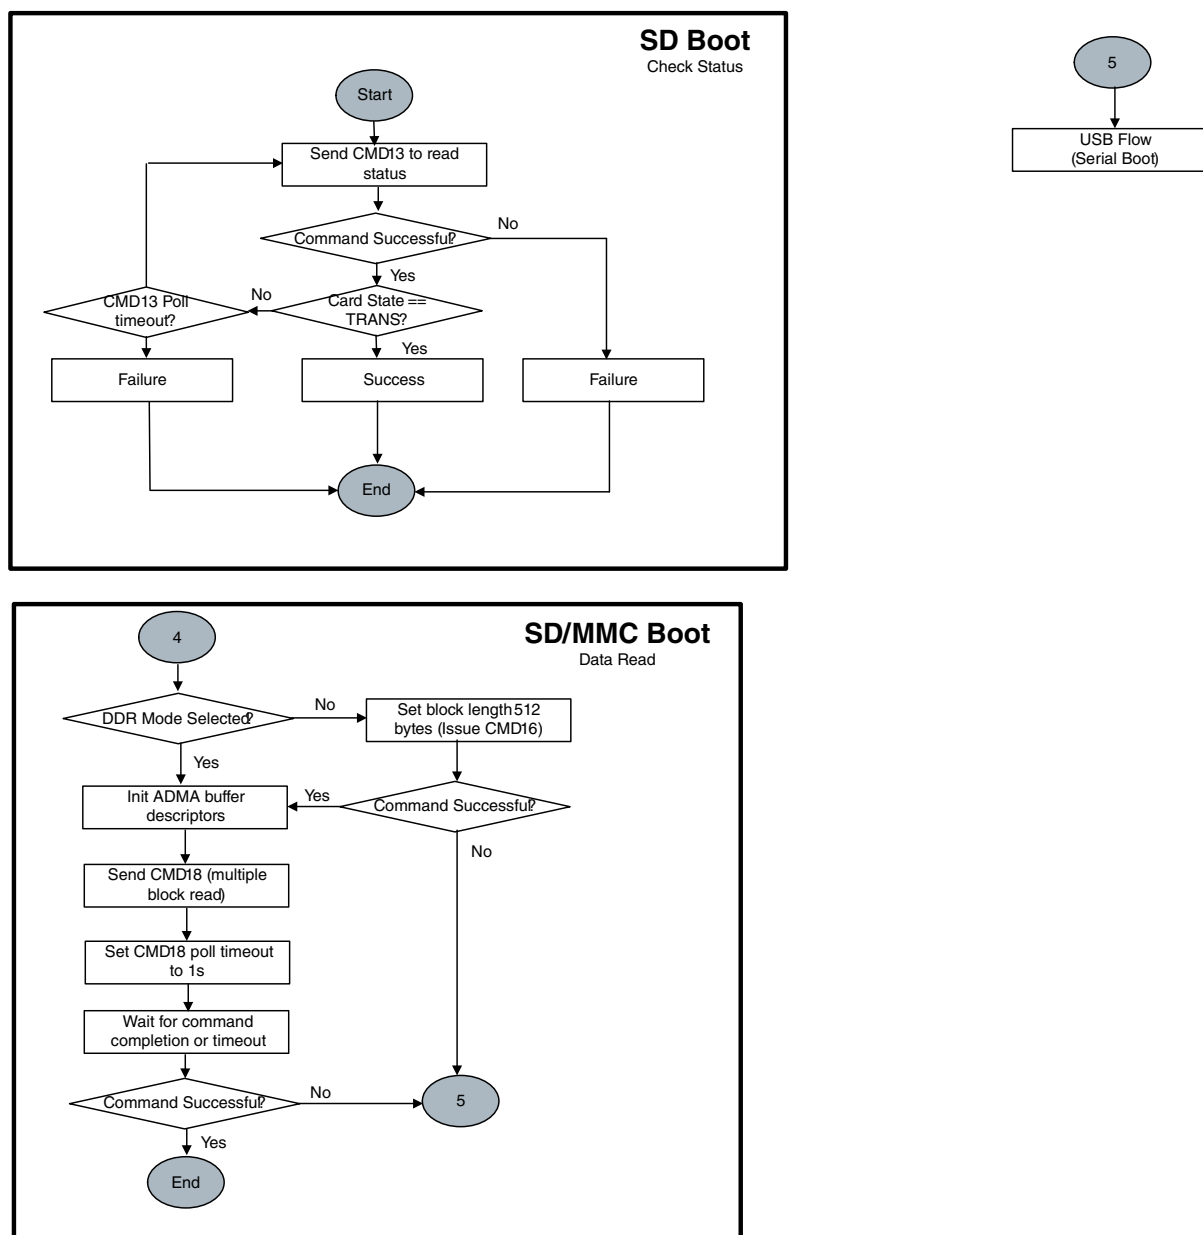 SD Boot
Check Status
Start
Send CMD13 to read
status
Command Successful?
No
Yes
Card State ==
TRANS?
No
CMD13 Poll
timeout?
Yes
Failure
Success
Failure
End
5
USB Flow
(Serial Boot)
SD/MMC Boot
Data Read
4
DDR Mode Selected?
No
Set block length 512
bytes (Issue CMD16)
Yes
Init ADMA buffer
descriptors
Yes
Command Successful?
No
Send CMD18 (multiple
block read)
Set CMD18 poll timeout
to 1s
Wait for command
completion or timeout
Command Successful?
No
5
Yes
End